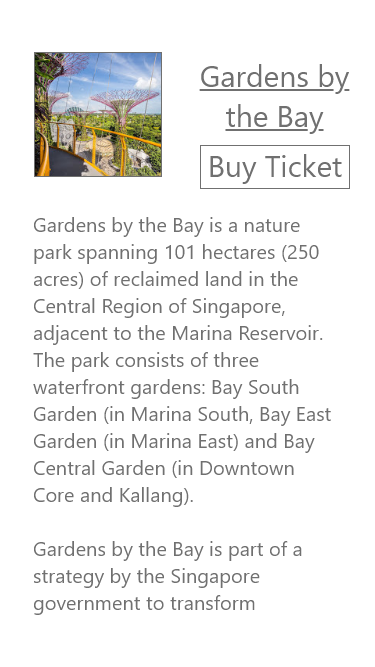 Gardens by
the Bay
Buy Ticket
Gardens by the Bay is a nature
park spanning 101 hectares (250
acres) of reclaimed land in the
Central Region of Singapore,
adjacent to the Marina Reservoir.
The park consists of three
waterfront gardens: Bay South
Garden (in Marina South, Bay East
Garden (in Marina East) and Bay
Central Garden (in Downtown
Core and Kallang).
Gardens by the Bay is part of a
strategy by the Singapore
government to transform